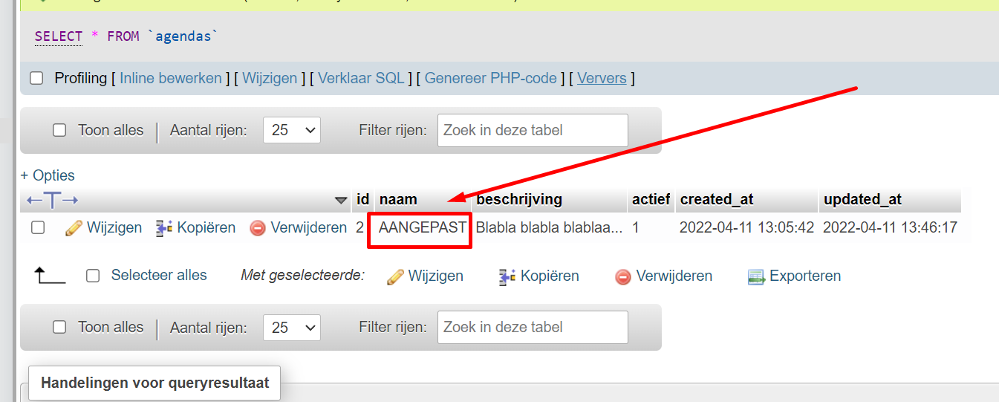 SELECT * FROM `agendas`
Profiling [ Inline bewerken ] [ Wijzigen ] [ Verklaar SQL ] [ Genereer PHP-code ] [ Ververs ]
Toon alles | Aantal rijen: 25 Filter rijen: Zoek in deze tabel
+ Opties
id naam beschrijving actief created_at updated_at
Wijzigen Kopiëren Verwijderen 2 AANGEPAST Blabla blabla blablaa... 1 2022-04-11 13:05:42 2022-04-11 13:46:17
Selecteer alles Met geselecteerde: Wijzigen Kopiëren Verwijderen Exporteren
Toon alles | Aantal rijen: 25 Filter rijen: Zoek in deze tabel
Handelingen voor queryresultaat